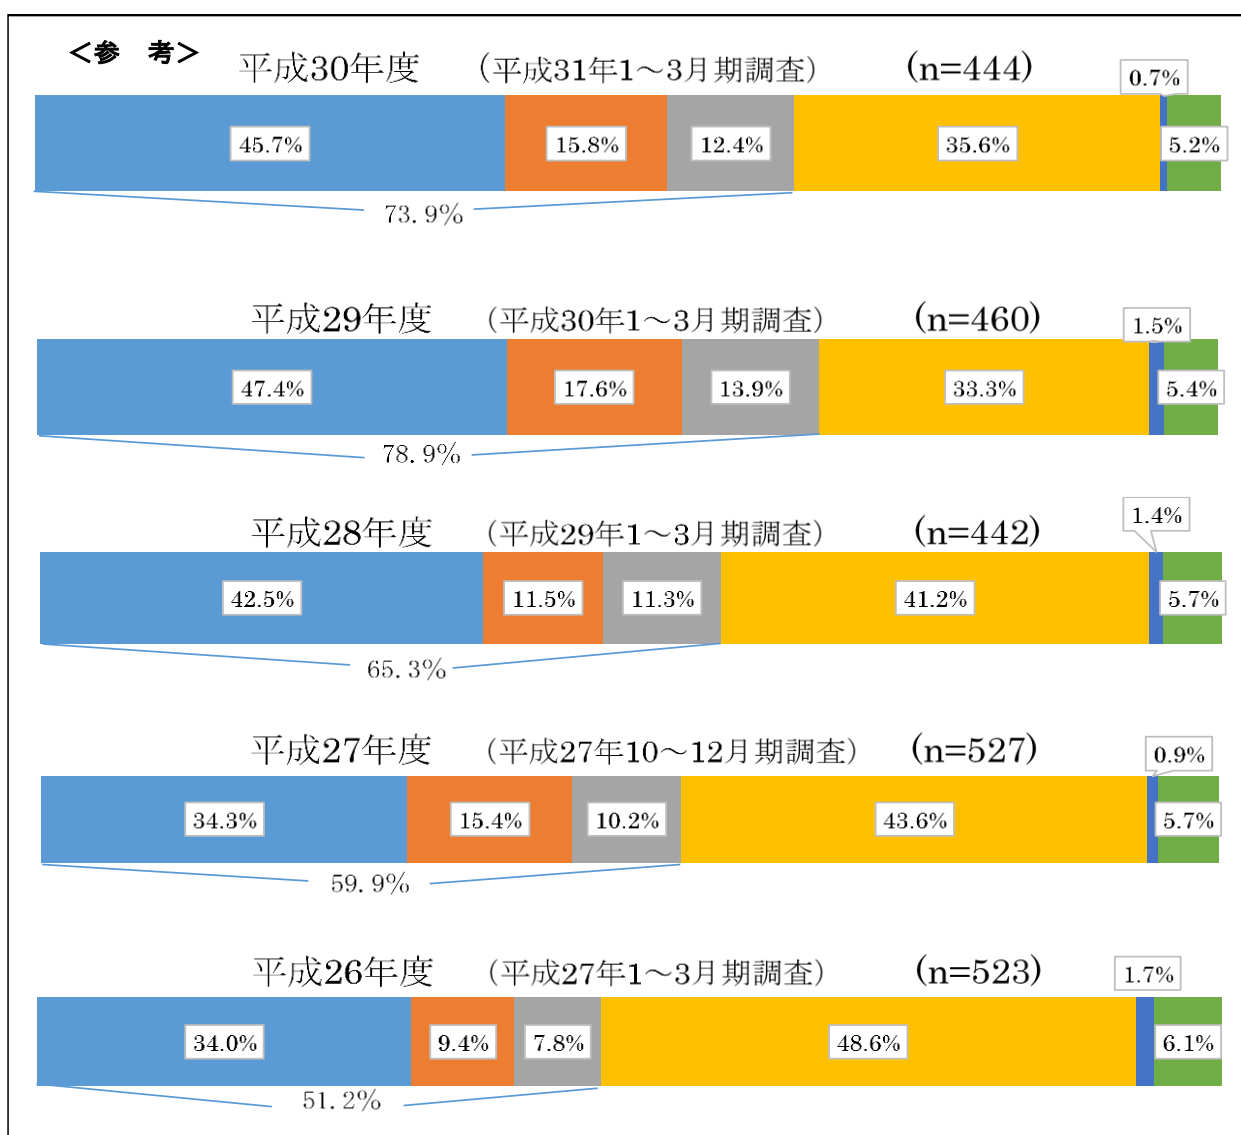 ＜参　考＞
平成30年度　（平成31年1～3月期調査）　(n=444)
0.7%
45.7% 15.8% 12.4% 35.6% 5.2%
73.9%
平成29年度　（平成30年1～3月期調査）　(n=460)
1.5%
47.4% 17.6% 13.9% 33.3% 5.4%
78.9%
平成28年度　（平成29年1～3月期調査）　(n=442)
1.4%
42.5% 11.5% 11.3% 41.2% 5.7%
65.3%
平成27年度　（平成27年10～12月期調査）　(n=527)
0.9%
34.3% 15.4% 10.2% 43.6% 5.7%
59.9%
平成26年度　（平成27年1～3月期調査）　(n=523)
1.7%
34.0% 9.4% 7.8% 48.6% 6.1%
51.2%